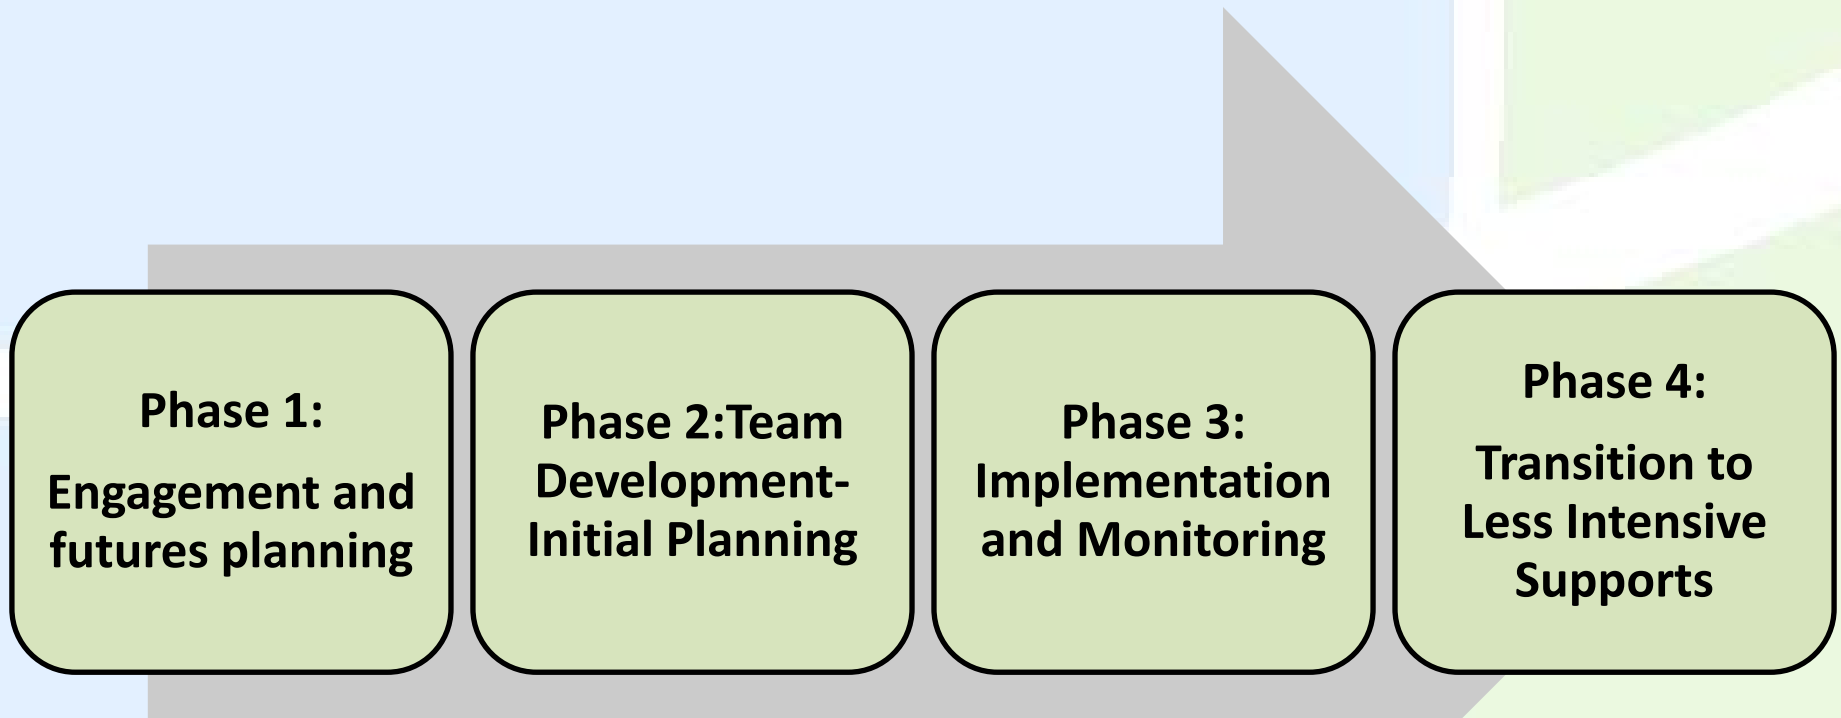 Phase 1:
Engagement and
futures planning
Phase 2:Team
Development-
Initial Planning
Phase 3:
Implementation
and Monitoring
Phase 4:
Transition to
Less Intensive
Supports